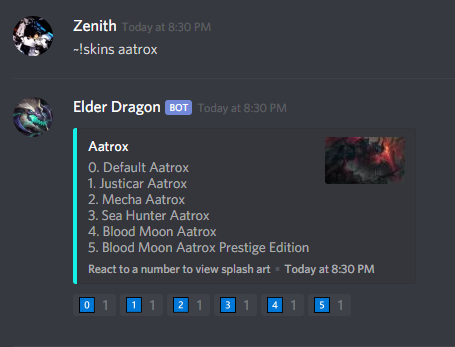 Zenith Today at 8:30 PM
~!skins aatrox
Elder Dragon BOT Today at 8:30 PM
Aatrox
0. Default Aatrox
1. Justicar Aatrox
2. Mecha Aatrox
3. Sea Hunter Aatrox
4. Blood Moon Aatrox
5. Blood Moon Aatrox Prestige Edition
React to a number to view splash art • Today at 8:30 PM
0 1 1 1 2 1 3 1 4 1 5 1